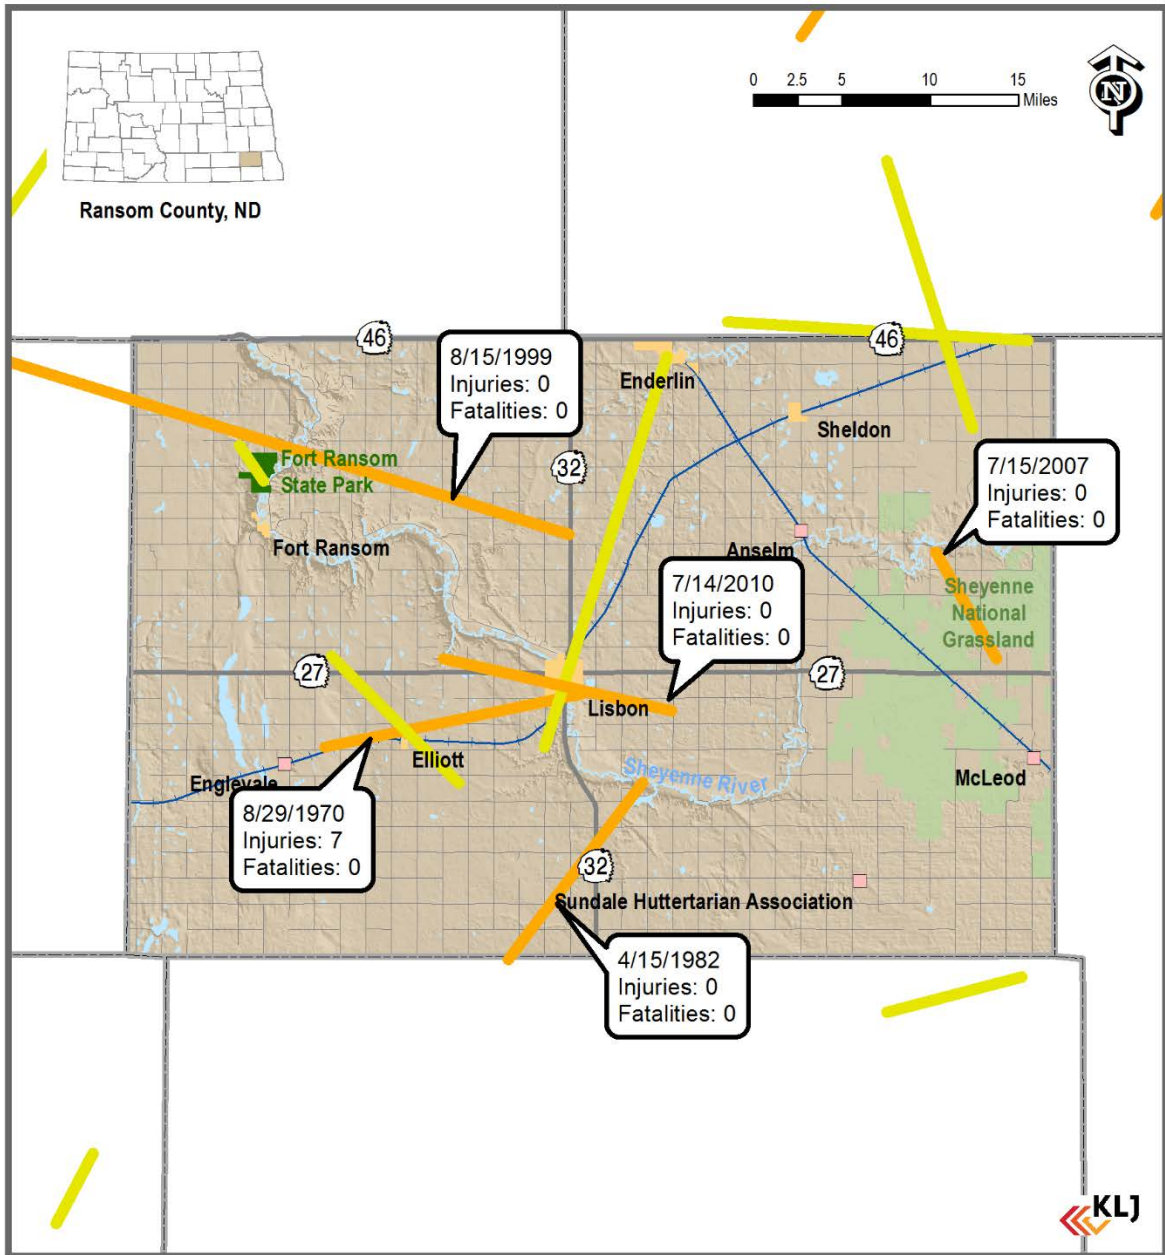 0 2.5 5 10 15
Miles
N
Ransom County, ND
46
46
8/15/1999
Injuries: 0
Fatalities: 0
Enderlin
Sheldon
32
Fort Ransom
State Park
7/15/2007
Injuries: 0
Fatalities: 0
Fort Ransom
Anselm
7/14/2010
Injuries: 0
Fatalities: 0
Sheyenne
National
Grassland
27
27
Lisbon
Elliott
Englevale
Sheyenne River
McLeod
8/29/1970
Injuries: 7
Fatalities: 0
32
Sundale Huttertarian Association
4/15/1982
Injuries: 0
Fatalities: 0
KLJ